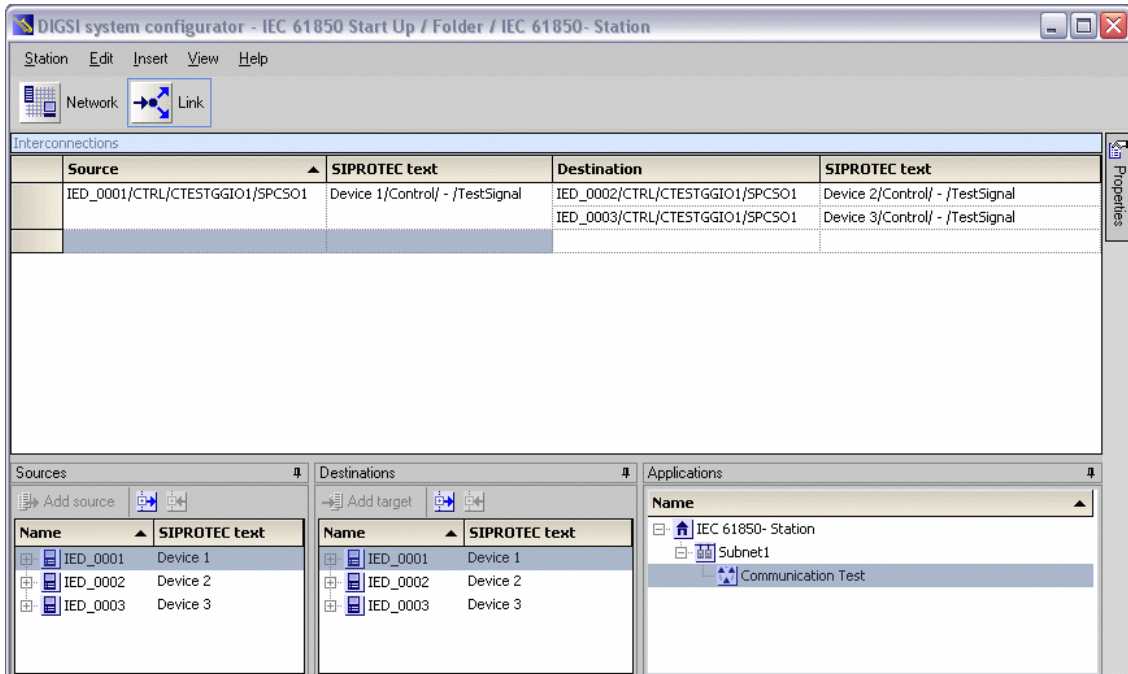 DIGSI system configurator - IEC 61850 Start Up / Folder / IEC 61850- Station
Station Edit Insert View Help
Network Link
Interconnections
Source SIPROTEC text Destination SIPROTEC text
IED_0001/CTRL/CTESTGGIO1/SPCSO1 Device 1/Control/ - /TestSignal IED_0002/CTRL/CTESTGGIO1/SPCSO1 Device 2/Control/ - /TestSignal
IED_0003/CTRL/CTESTGGIO1/SPCSO1 Device 3/Control/ - /TestSignal
Properties
Sources Destinations Applications
Add source Add target Name
Name SIPROTEC text Name SIPROTEC text IEC 61850- Station
IED_0001 Device 1 IED_0001 Device 1 Subnet1
IED_0002 Device 2 IED_0002 Device 2 Communication Test
IED_0003 Device 3 IED_0003 Device 3